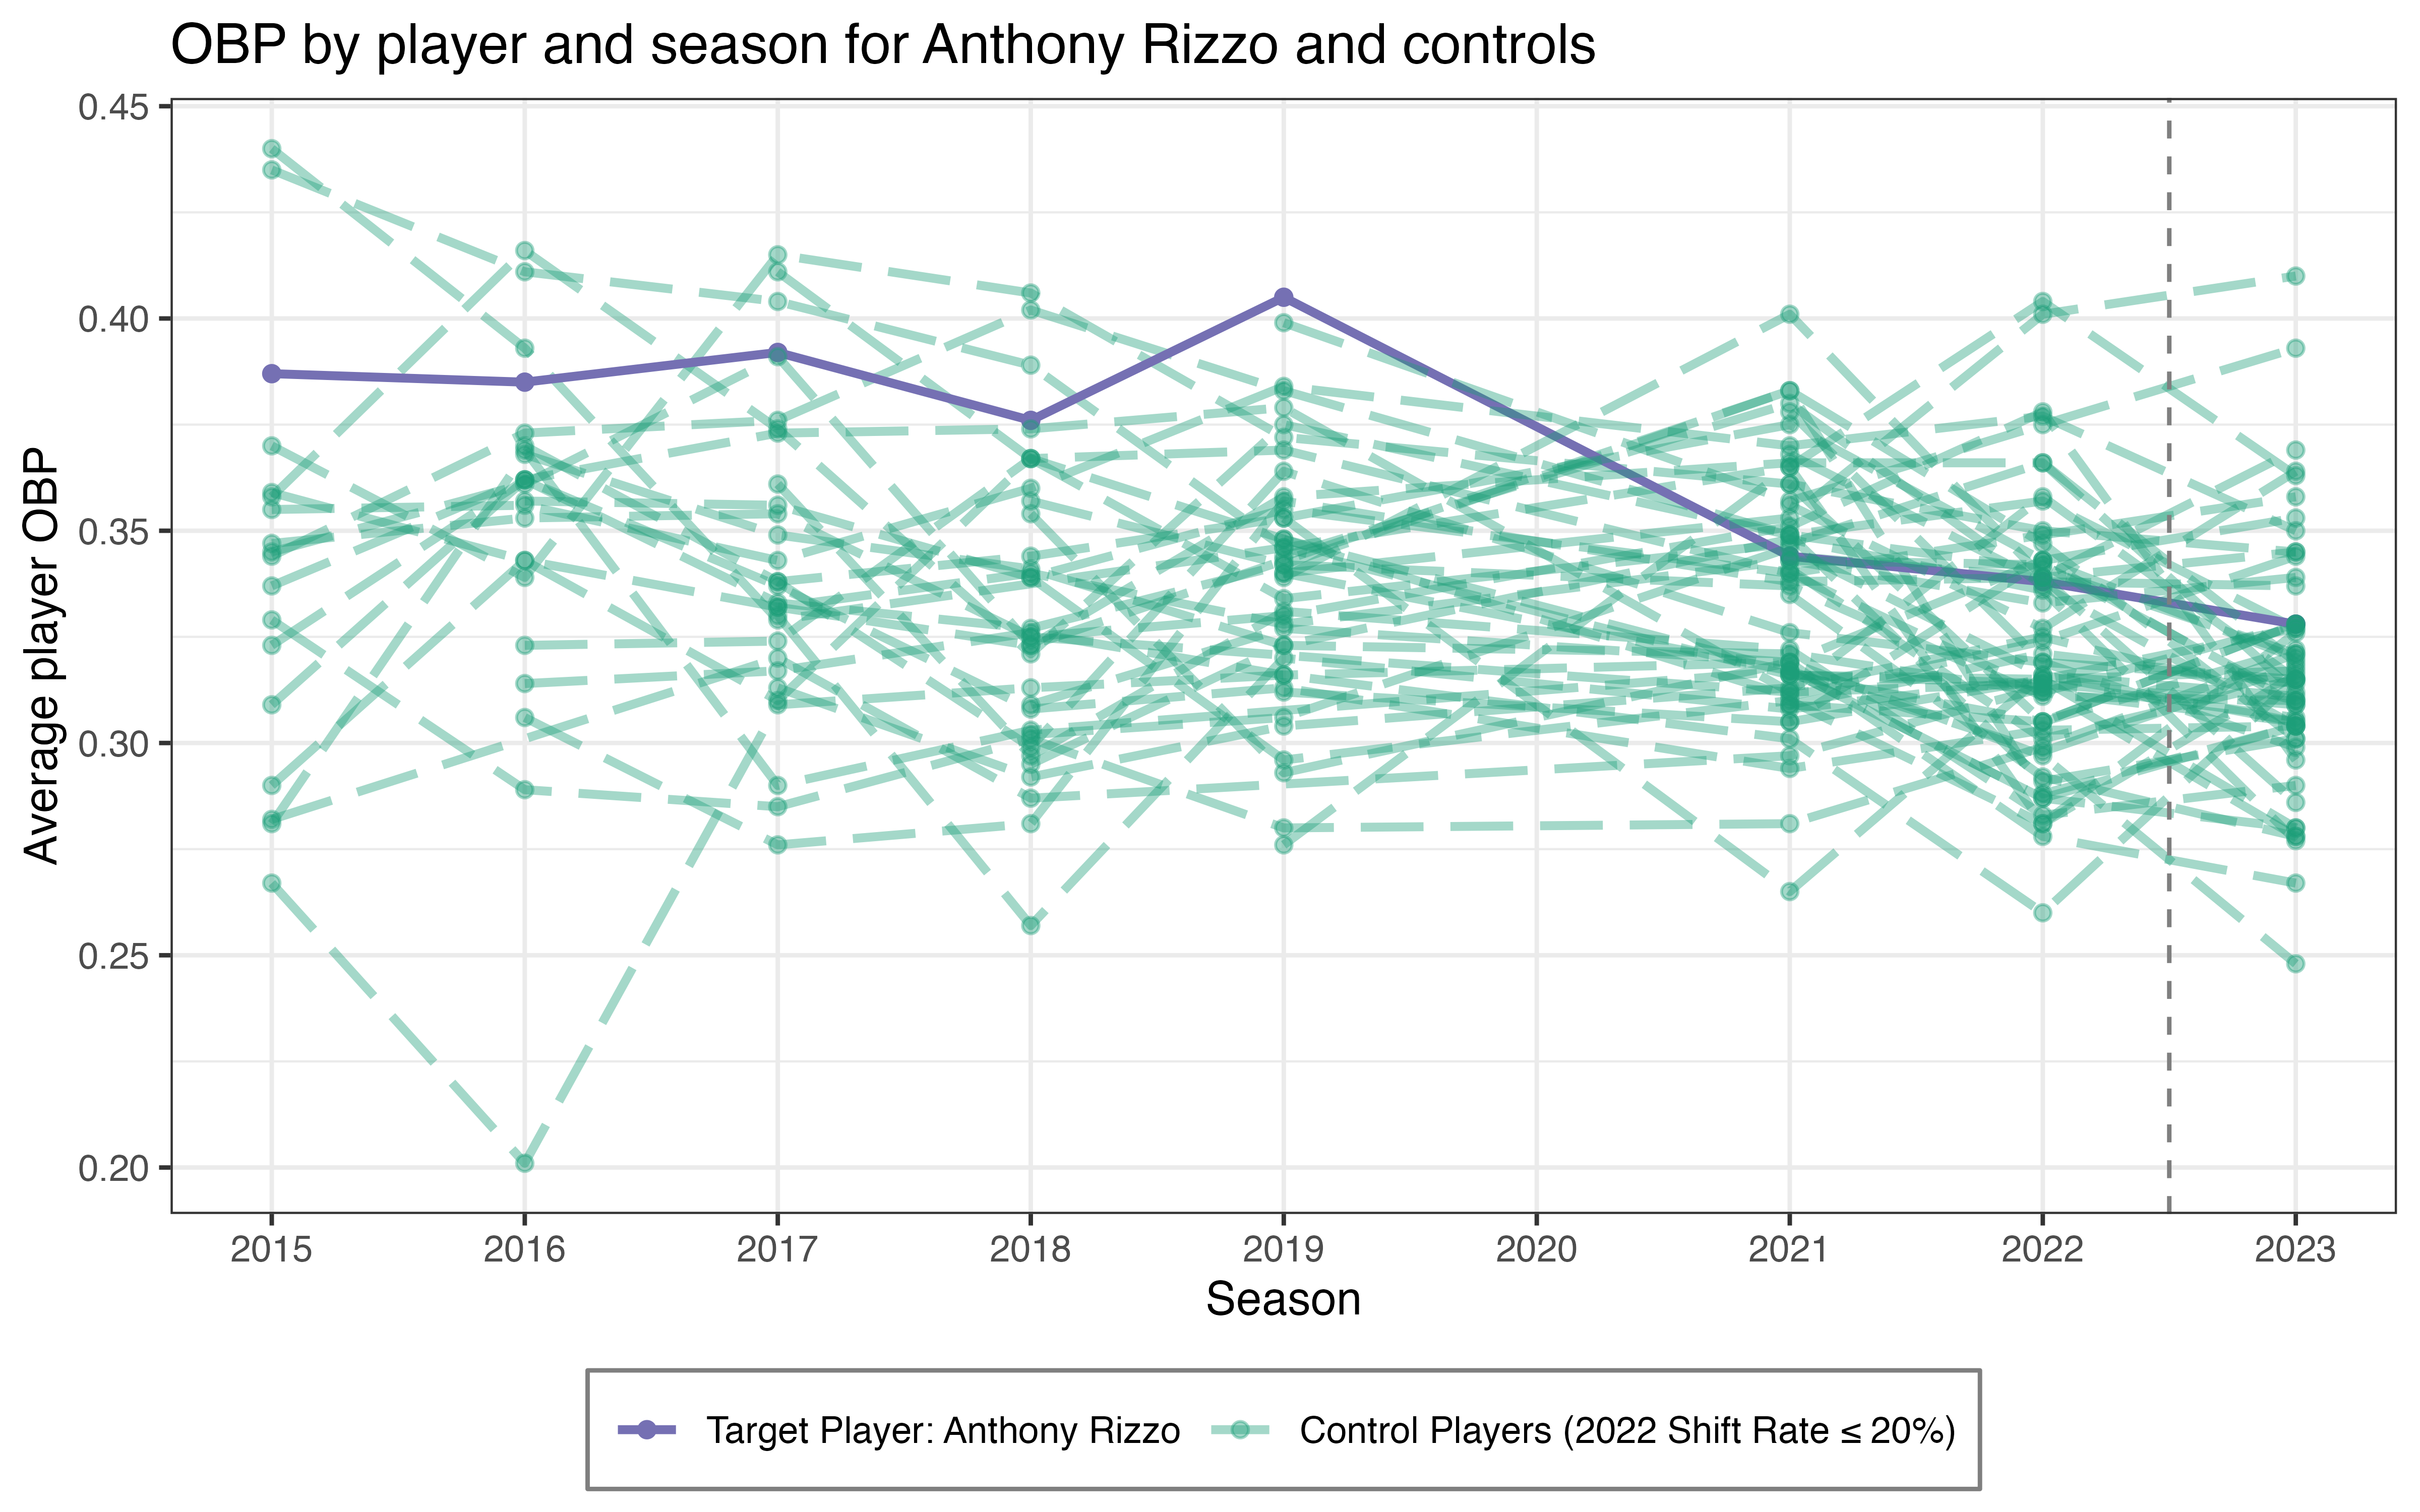 OBP by player and season for Anthony Rizzo and controls
Average player OBP
0.45
0.40
0.35
0.30
0.25
0.20
2015 2016 2017 2018 2019 2020 2021 2022 2023
Season
Target Player: Anthony Rizzo Control Players (2022 Shift Rate ≤ 20%)